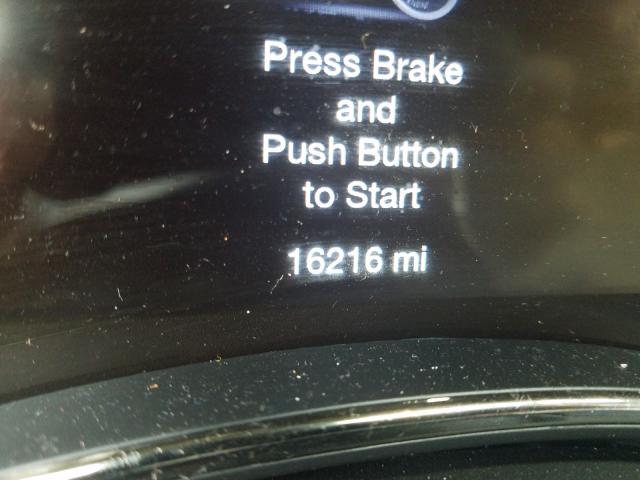 Press Brake
and
Push Button
to Start
16216 mi